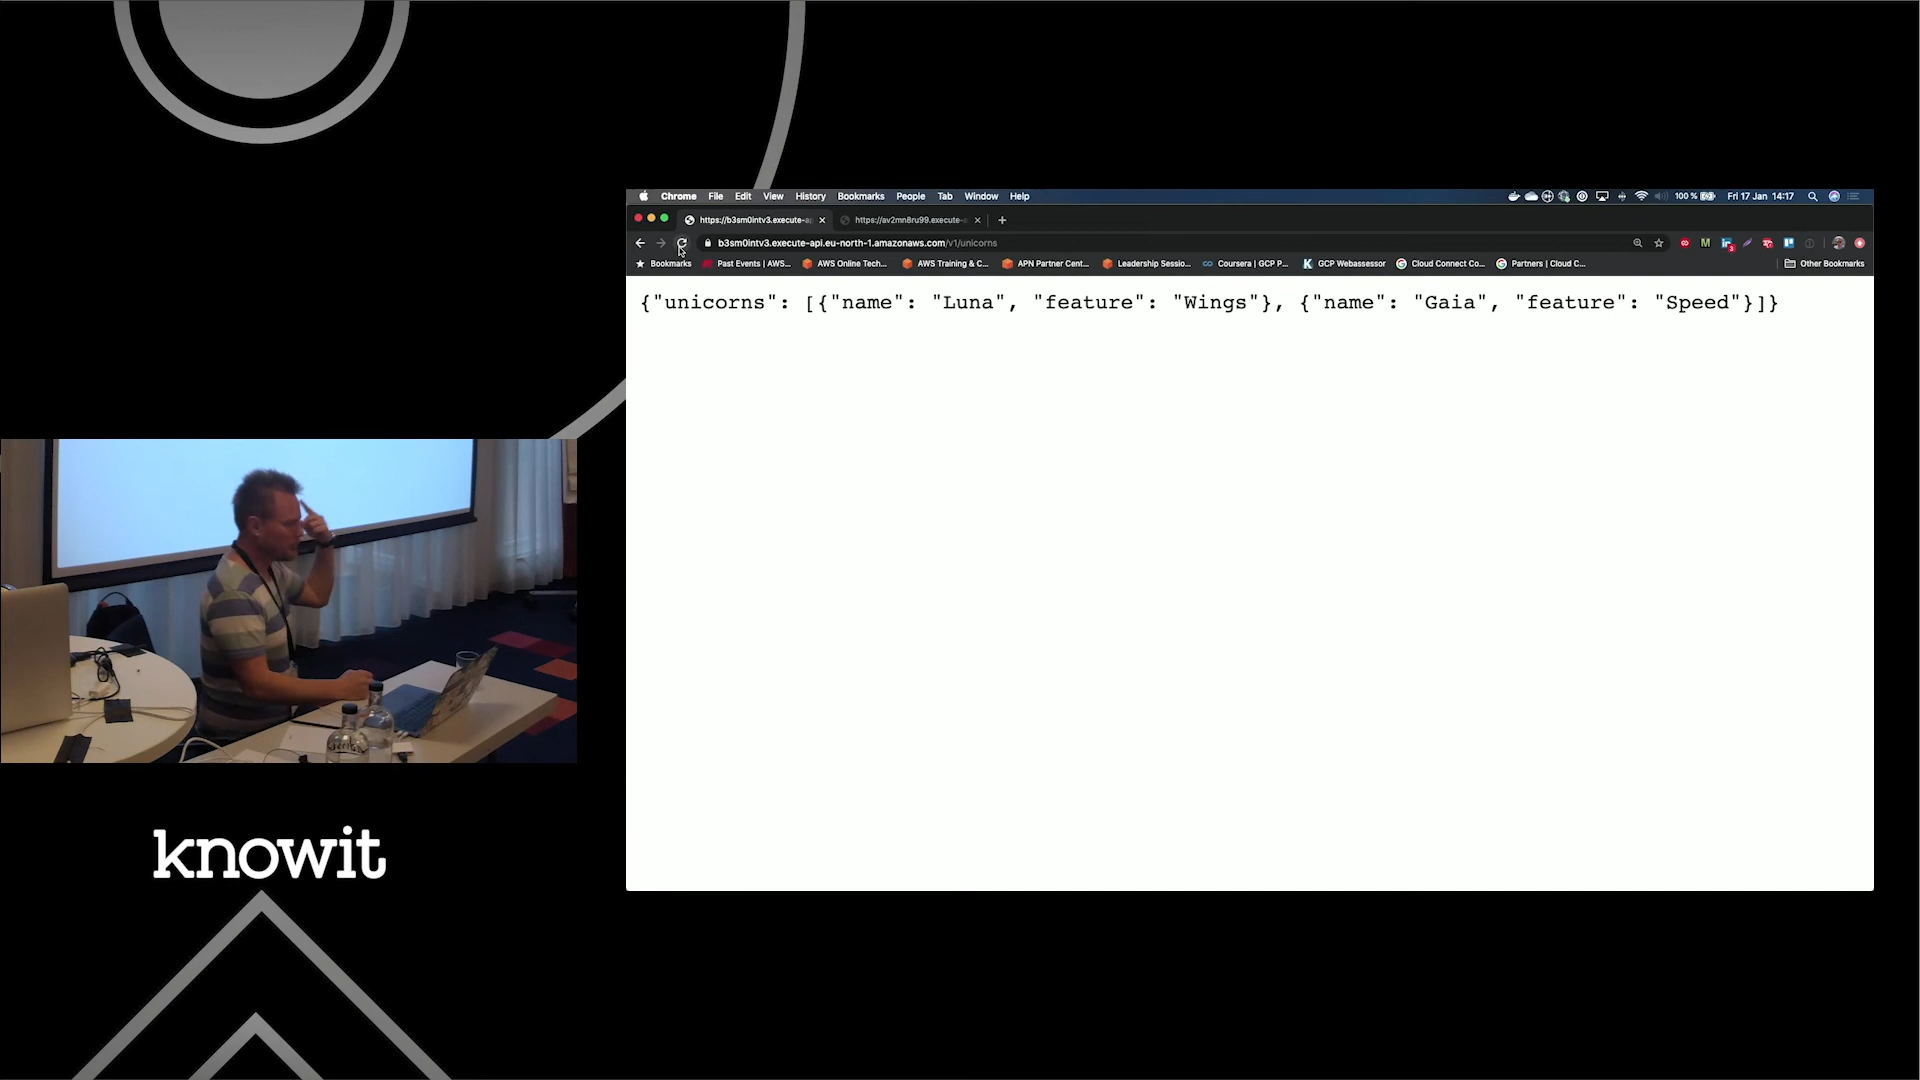 Chrome File Edit View History Bookmarks People Tab Window Help 100 % Fri 17 Jan 14:17
https://b3sm0intv3.execute-ap https://av2mn8ru99.execute-a
b3sm0intv3.execute-api.eu-north-1.amazonaws.com/v1/unicorns
Bookmarks Past Events | AWS... AWS Online Tech... AWS Training & C... APN Partner Cent... Leadership Sessio... Coursera | GCP P... GCP Webassessor Cloud Connect Co... Partners | Cloud C... Other Bookmarks
{"unicorns": [{"name": "Luna", "feature": "Wings"}, {"name": "Gaia", "feature": "Speed"}]}
knowit